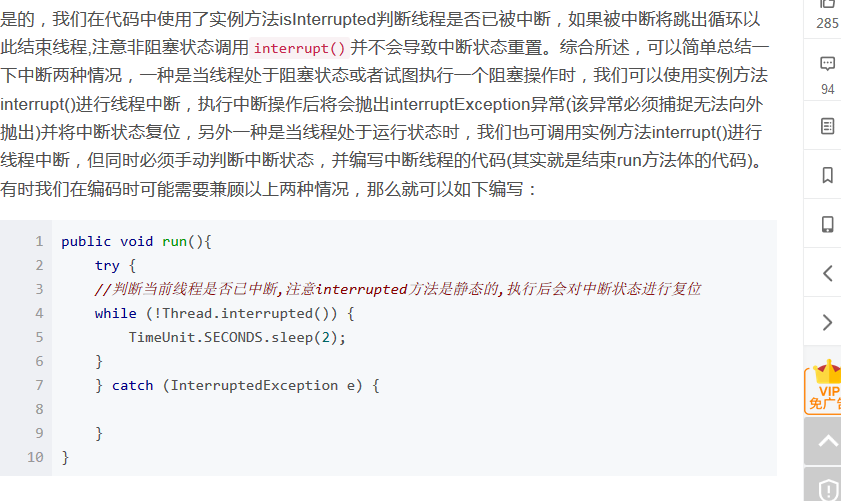 是的，我们在代码中使用了实例方法isInterrupted判断线程是否已被中断，如果被中断将跳出循环以
此结束线程,注意非阻塞状态调用 interrupt() 并不会导致中断状态重置。综合所述，可以简单总结一
下中断两种情况，一种是当线程处于阻塞状态或者试图执行一个阻塞操作时，我们可以使用实例方法
interrupt()进行线程中断，执行中断操作后将会抛出interruptException异常(该异常必须捕捉无法向外
抛出)并将中断状态复位，另外一种是当线程处于运行状态时，我们也可调用实例方法interrupt()进行
线程中断，但同时必须手动判断中断状态，并编写中断线程的代码(其实就是结束run方法体的代码)。
有时我们在编码时可能需要兼顾以上两种情况，那么就可以如下编写：
1 public void run(){
2 try {
3 //判断当前线程是否已中断,注意interrupted方法是静态的,执行后会对中断状态进行复位
4 while (!Thread.interrupted()) {
5 TimeUnit.SECONDS.sleep(2);
6 }
7 } catch (InterruptedException e) {
8
9 }
10 }
285
94
VIP
免广告